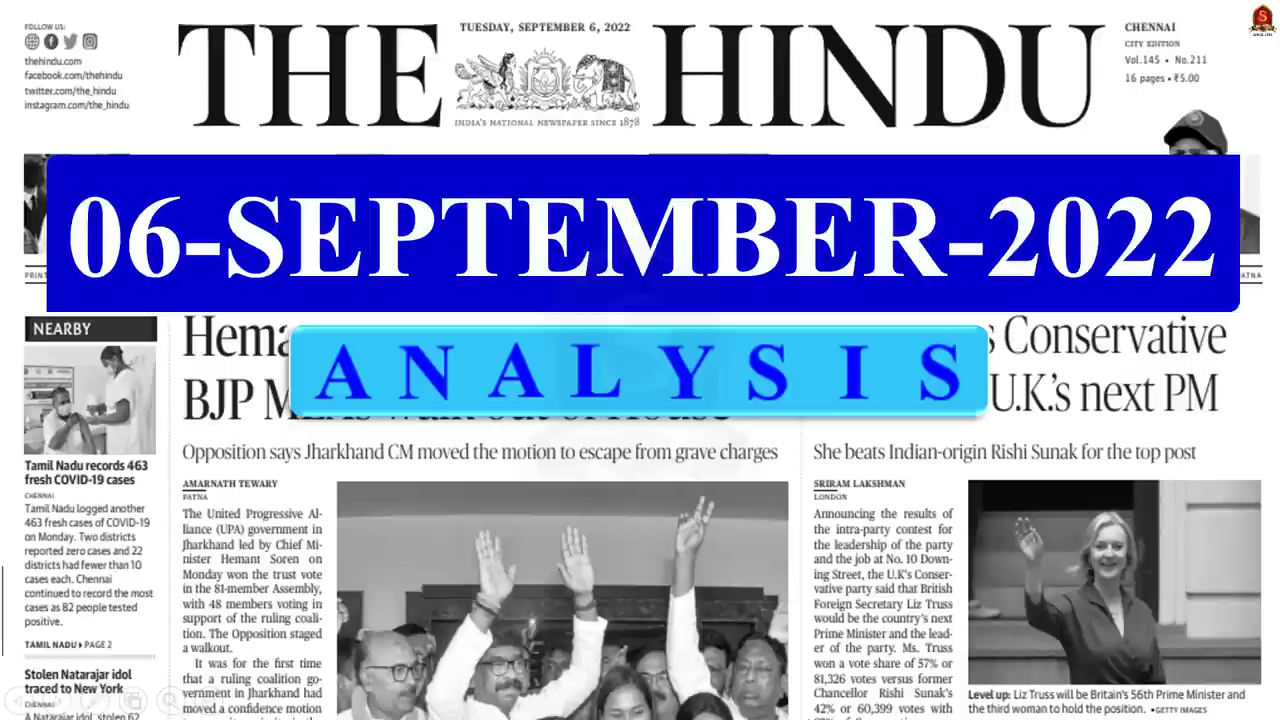 FOLLOW US:
thehindu.com
facebook.com/thehindu
twitter.com/the_hindu
instagram.com/the_hindu
THE HINDU
TUESDAY, SEPTEMBER 6, 2022
INDIA'S NATIONAL NEWSPAPER SINCE 1878
CHENNAI
CITY EDITION
Vol.145 • No.211
16 pages • ₹5.00
06-SEPTEMBER-2022
ANALYSIS
NEARBY
Tamil Nadu records 463
fresh COVID-19 cases
CHENNAI
Tamil Nadu logged another
463 fresh cases of COVID-19
on Monday. Two districts
reported zero cases and 22
districts had fewer than 10
cases each. Chennai
continued to record the most
cases as 82 people tested
positive.
TAMIL NADU PAGE 2
Stolen Natarajar idol
traced to New York
CHENNAI
A Natarajar idol, stolen 62
BJP
Opposition says Jharkhand CM moved the motion to escape from grave charges
AMARNATH TEWARY
PATNA
The United Progressive Al-
liance (UPA) government in
Jharkhand led by Chief Mi-
nister Hemant Soren on
Monday won the trust vote
in the 81-member Assembly,
with 48 members voting in
support of the ruling coali-
tion. The Opposition staged
a walkout.
It was for the first time
that a ruling coalition go-
vernment in Jharkhand had
moved a confidence motion
Conservative
U.K.'s next PM
She beats Indian-origin Rishi Sunak for the top post
SRIRAM LAKSHMAN
LONDON
Announcing the results of
the intra-party contest for
the leadership of the party
and the job at No. 10 Down-
ing Street, the U.K's Conser-
vative party said that British
Foreign Secretary Liz Truss
would be the country's next
Prime Minister and the lead-
er of the party. Ms. Truss
won a vote share of 57% or
81,326 votes versus former
Chancellor Rishi Sunak's
42% or 60,399 votes with
Level up: Liz Truss will be Britain's 56th Prime Minister and
the third woman to hold the position. • GETTY IMAGES